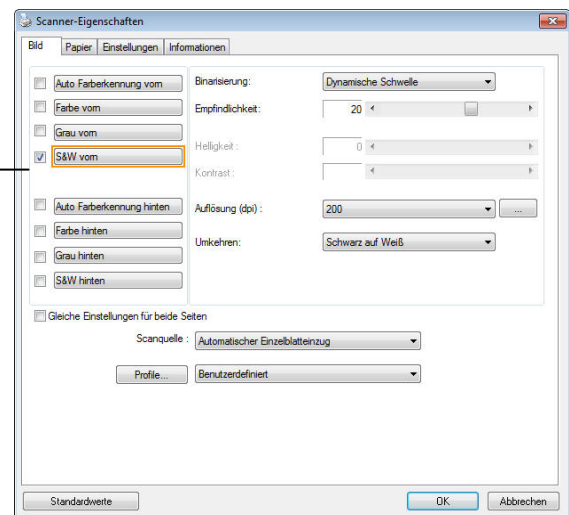 Scanner-Eigenschaften
Bild Papier Einstellungen Informationen
Auto Farberkennung vorn
Farbe vorn
Grau vorn
S&W vorn
Auto Farberkennung hinten
Farbe hinten
Grau hinten
S&W hinten
Binarisierung: Dynamische Schwelle
Empfindlichkeit: 20
Helligkeit : 0
Kontrast :
Auflösung (dpi) : 200 ...
Umkehren: Schwarz auf Weiß
Gleiche Einstellungen für beide Seiten
Scanquelle : Automatischer Einzelblatteinzug
Profile... Benutzerdefiniert
Standardwerte OK Abbrechen